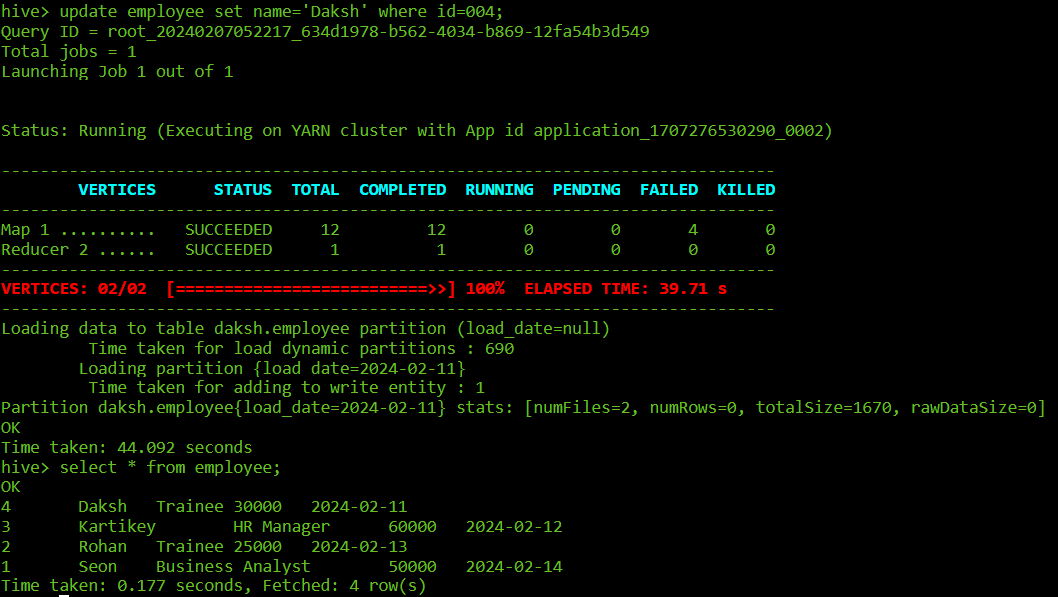 hive> update employee set name='Daksh' where id=004;
Query ID = root_20240207052217_634d1978-b562-4034-b869-12fa54b3d549
Total jobs = 1
Launching Job 1 out of 1
Status: Running (Executing on YARN cluster with App id application_1707276530290_0002)
--------------------------------------------------------------------------------
        VERTICES      STATUS  TOTAL  COMPLETED  RUNNING  PENDING  FAILED  KILLED
--------------------------------------------------------------------------------
Map 1 ..........   SUCCEEDED     12         12        0        0       4       0
Reducer 2 ......   SUCCEEDED      1          1        0        0       0       0
--------------------------------------------------------------------------------
VERTICES: 02/02  [==========================>>] 100%  ELAPSED TIME: 39.71 s
--------------------------------------------------------------------------------
Loading data to table daksh.employee partition (load_date=null)
         Time taken for load dynamic partitions : 690
        Loading partition {load_date=2024-02-11}
         Time taken for adding to write entity : 1
Partition daksh.employee{load_date=2024-02-11} stats: [numFiles=2, numRows=0, totalSize=1670, rawDataSize=0]
OK
Time taken: 44.092 seconds
hive> select * from employee;
OK
4       Daksh   Trainee 30000   2024-02-11
3       Kartikey        HR Manager      60000   2024-02-12
2       Rohan   Trainee 25000   2024-02-13
1       Seon    Business Analyst        50000   2024-02-14
Time taken: 0.177 seconds, Fetched: 4 row(s)